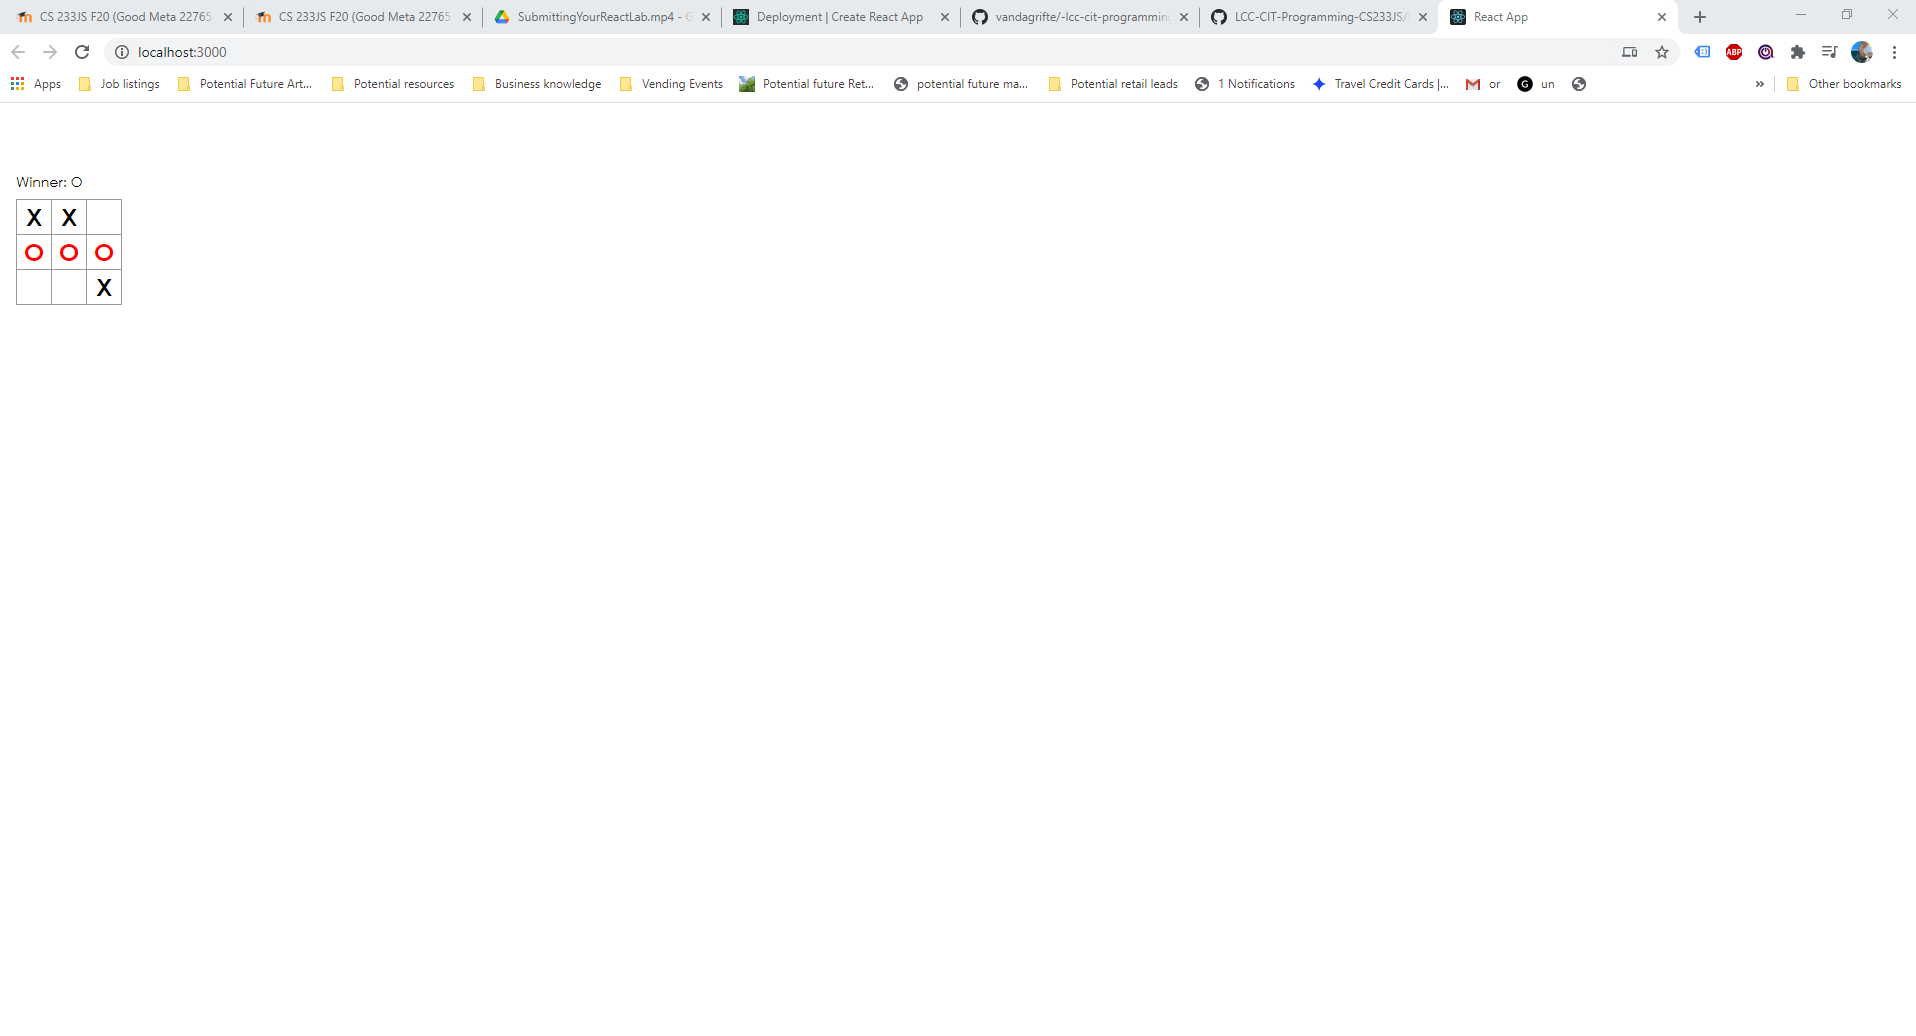 CS 233JS F20 (Good Meta 22765 CS 233JS F20 (Good Meta 22765 SubmittingYourReactLab.mp4 - G Deployment | Create React App vandagrifte/-lcc-cit-programming LCC-CIT-Programming-CS233JS/ React App
localhost:3000
Apps Job listings Potential Future Art... Potential resources Business knowledge Vending Events Potential future Ret... potential future ma... Potential retail leads 1 Notifications Travel Credit Cards |... or un » Other bookmarks
Winner: O
X X
O O O
X